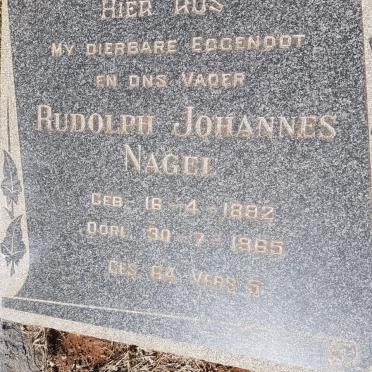 HIER RUS
MY DIERBARE EGGENOOT
EN ONS VADER
RUDOLPH JOHANNES
NAGEL
GEB. 16-4-1882
OORL. 30-7-1965
GES. 64 VERS 5